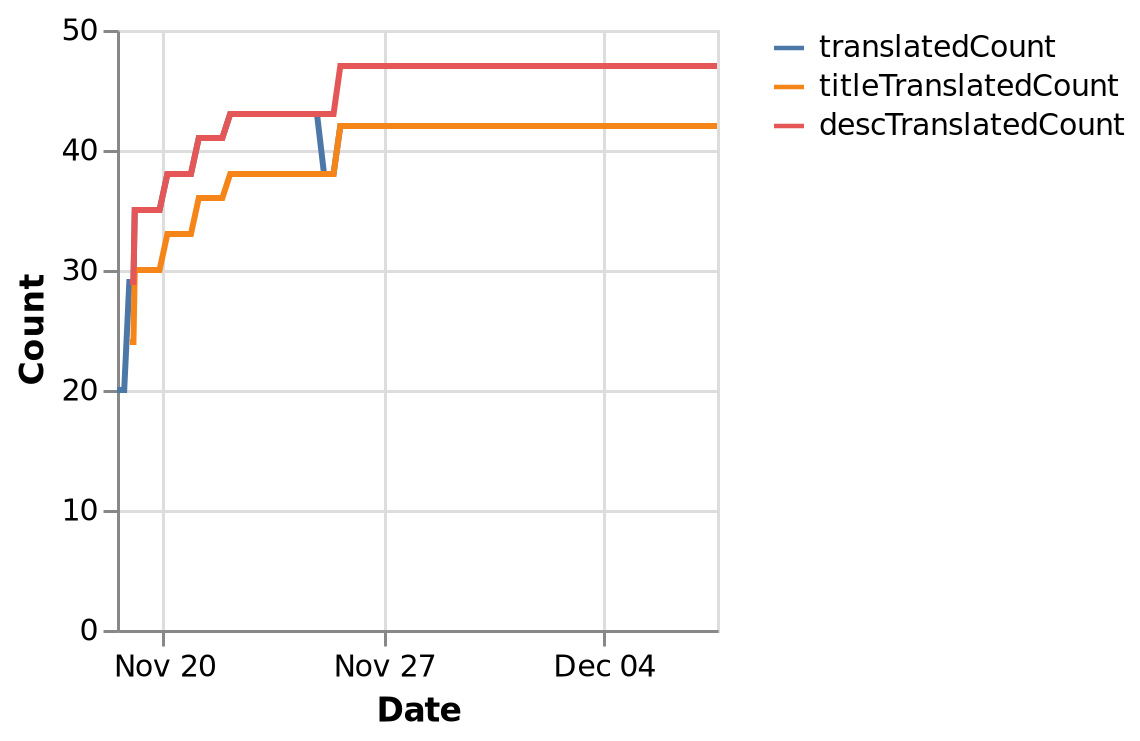 50
40
30
20
10
0
Count
Nov 20
Nov 27
Dec 04
Date
translatedCount
titleTranslatedCount
descTranslatedCount